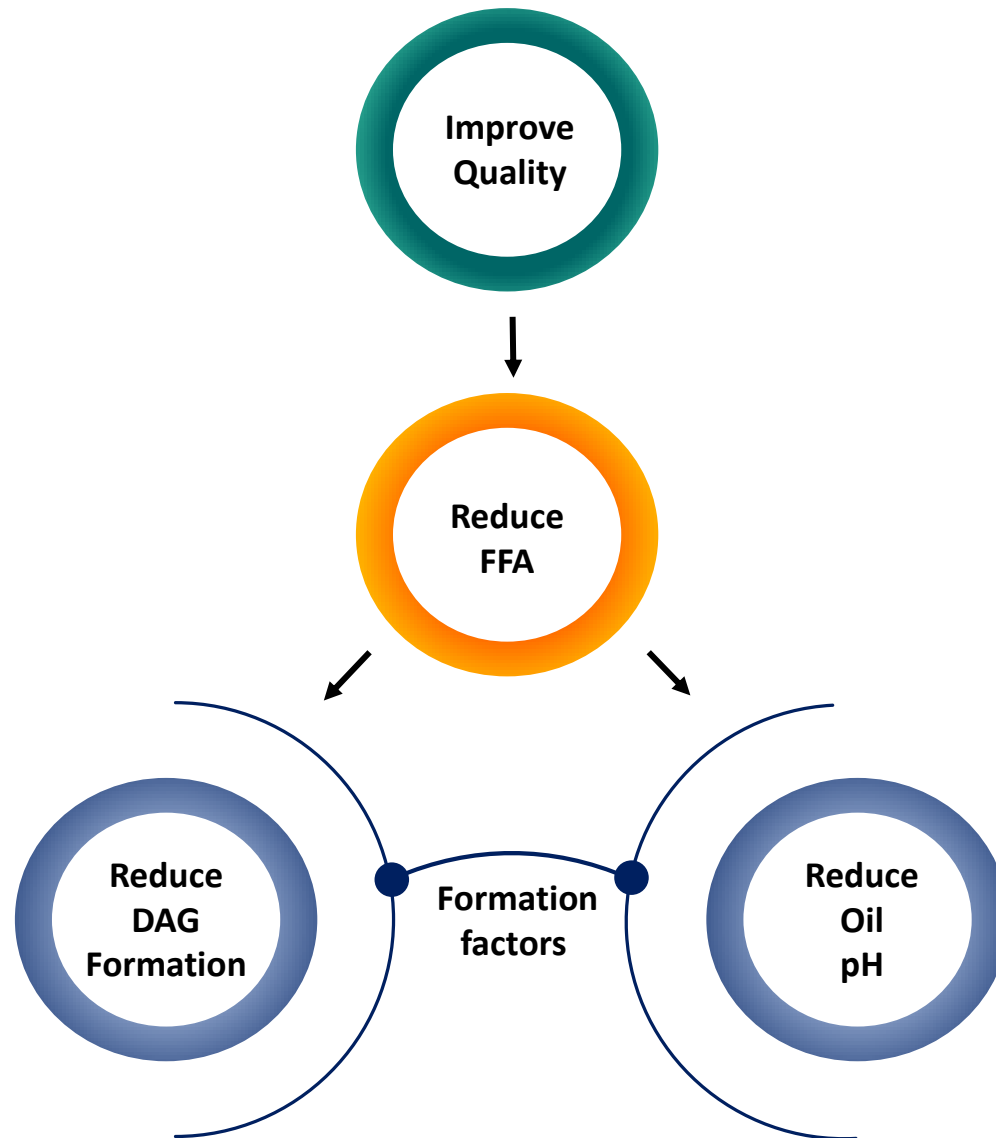 Improve
Quality
Reduce
FFA
Reduce
DAG
Formation
Formation
factors
Reduce
Oil
pH